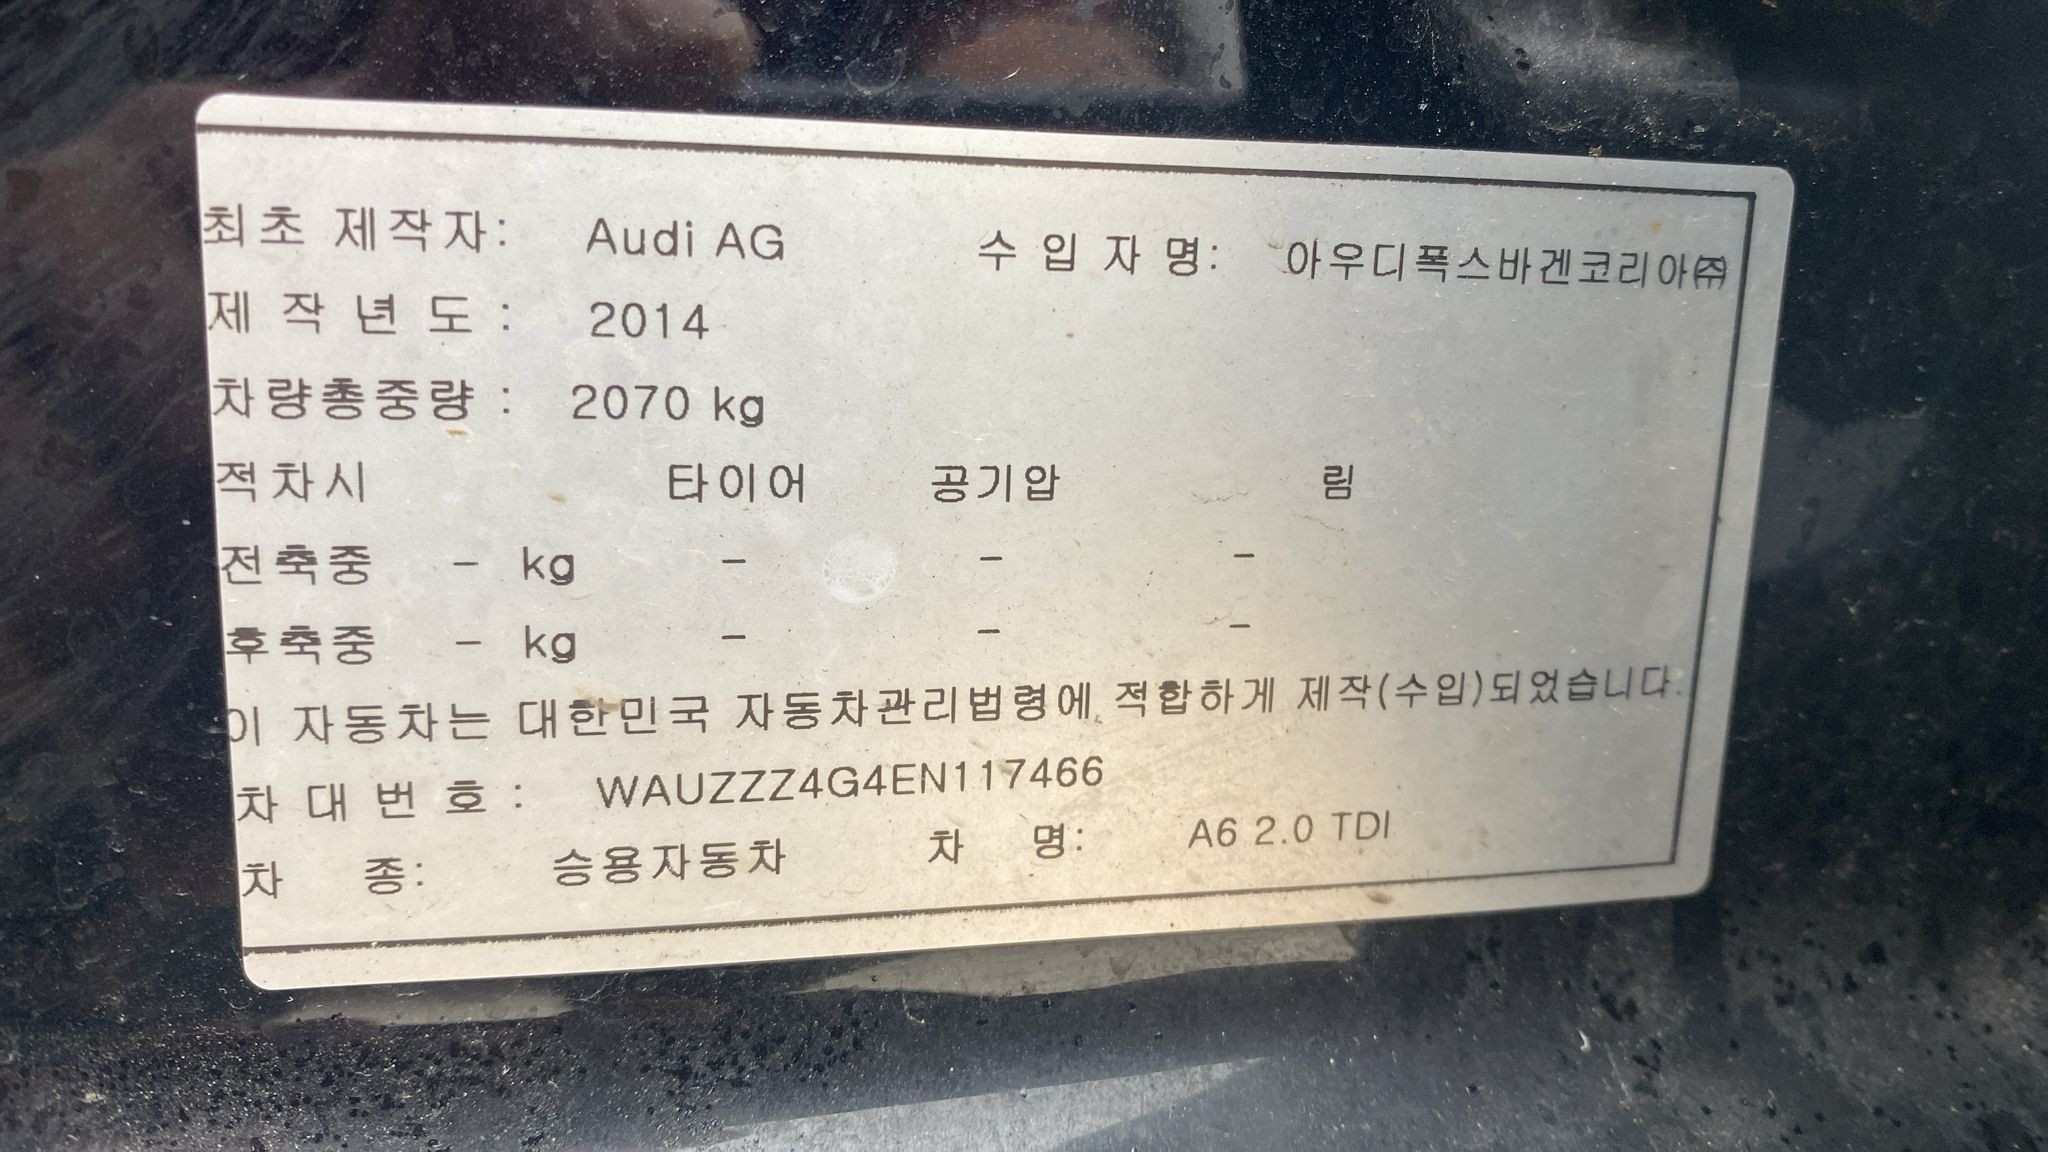 최초 제작자: Audi AG 수 입 자 명: 아우디폭스바겐코리아㈜
제 작 년 도 : 2014
차량총중량 : 2070 kg
적차시 타이어 공기압 림
전축중 - kg - - -
후축중 - kg - - -
이 자동차는 대한민국 자동차관리법령에 적합하게 제작(수입)되었습니다.
차 대 번 호 : WAUZZZ4G4EN117466
차 종: 승용자동차 차 명: A6 2.0 TDI